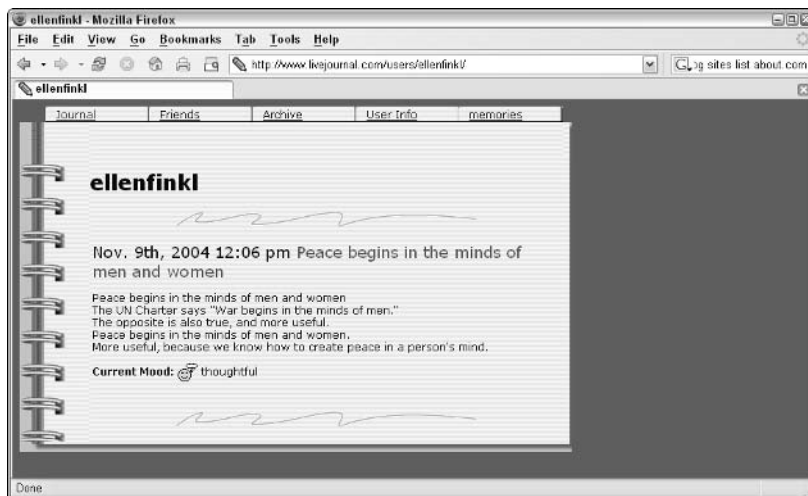 ellenfinkl - Mozilla Firefox
File Edit View Go Bookmarks Tab Tools Help
http://www.livejournal.com/users/ellenfinkl/ G og sites list about com
ellenfinkl
Journal Friends Archive User Info memories
ellenfinkl
Nov. 9th, 2004 12:06 pm Peace begins in the minds of
men and women
Peace begins in the minds of men and women
The UN Charter says "War begins in the minds of men."
The opposite is also true, and more useful.
Peace begins in the minds of men and women.
More useful, because we know how to create peace in a person's mind.
Current Mood: thoughtful
Done